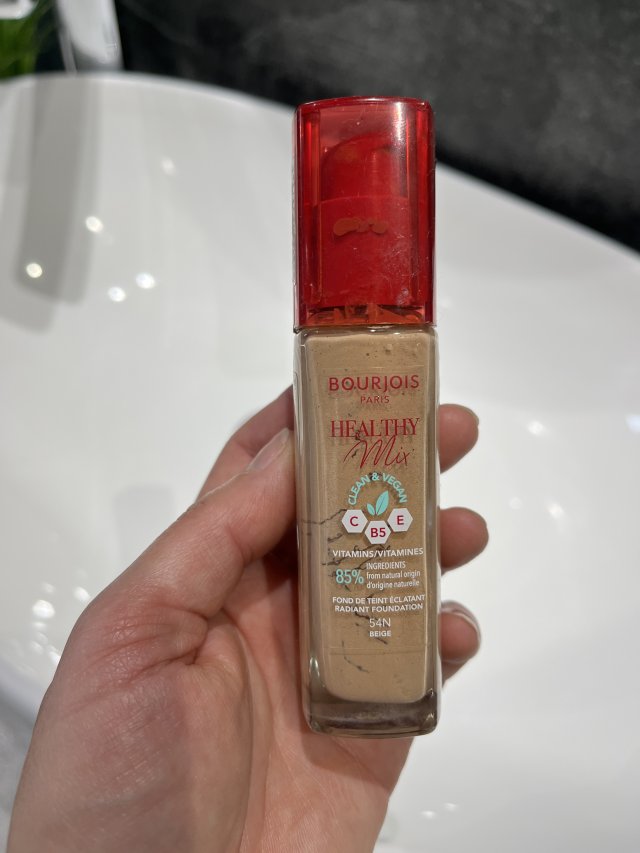 BOURJOIS
PARIS
HEALTHY
Mix
CLEAN & VEGAN
C
B5
E
VITAMINS/VITAMINES
85%
INGREDIENTS
from natural origin
d'origine naturelle
FOND DE TEINT ÉCLATANT
RADIANT FOUNDATION
54N
BEIGE